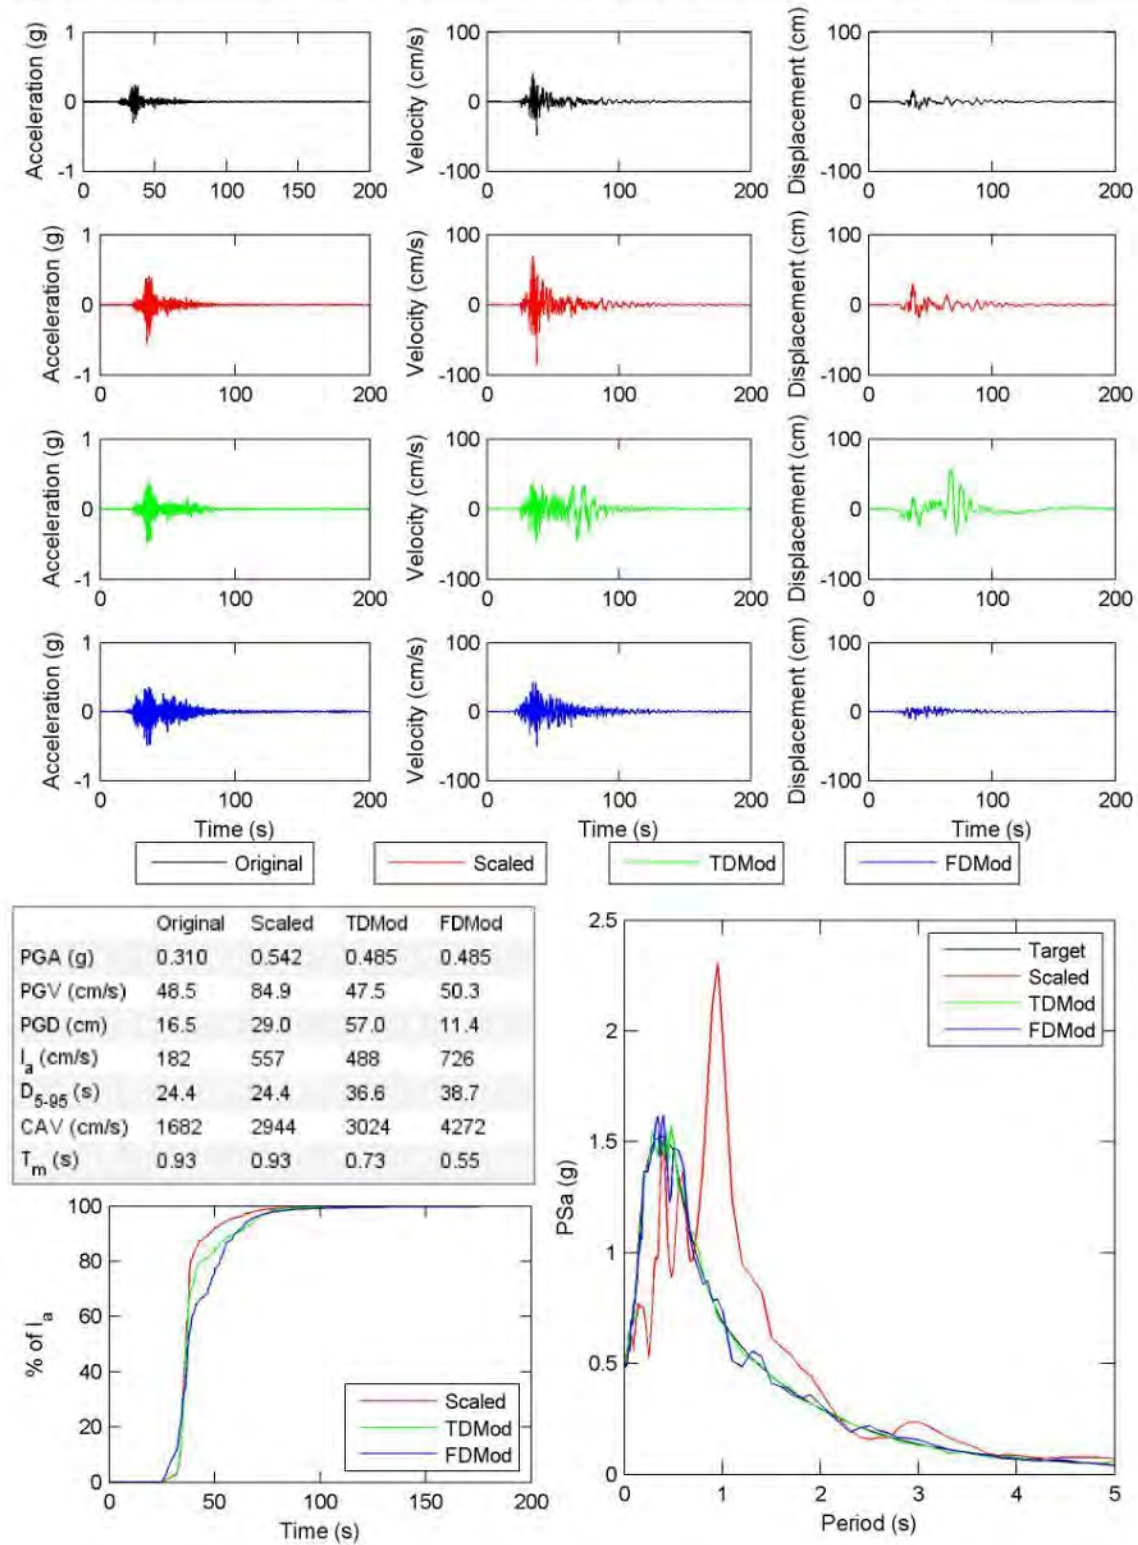 Acceleration (g)
1
0
-1
0 50 100 150 200
Velocity (cm/s)
100
0
-100
0 100 200
Displacement (cm)
100
0
-100
0 100 200
Acceleration (g)
1
0
-1
0 100 200
Velocity (cm/s)
100
0
-100
0 100 200
Displacement (cm)
100
0
-100
0 100 200
Acceleration (g)
1
0
-1
0 100 200
Velocity (cm/s)
100
0
-100
0 100 200
Displacement (cm)
100
0
-100
0 100 200
Acceleration (g)
1
0
-1
0 100 200
Time (s)
Velocity (cm/s)
100
0
-100
0 100 200
Time (s)
Displacement (cm)
100
0
-100
0 100 200
Time (s)
Original Scaled TDMod FDMod
Original Scaled TDMod FDMod
PGA (g) 0.310 0.542 0.485 0.485
PGV (cm/s) 48.5 84.9 47.5 50.3
PGD (cm) 16.5 29.0 57.0 11.4
Ia (cm/s) 182 557 488 726
D5-95 (s) 24.4 24.4 36.6 38.7
CAV (cm/s) 1682 2944 3024 4272
Tm (s) 0.93 0.93 0.73 0.55
% of Ia
100
80
60
40
20
0
0 50 100 150 200
Time (s)
Scaled
TDMod
FDMod
PSa (g)
2.5
2
1.5
1
0.5
0
0 1 2 3 4 5
Period (s)
Target
Scaled
TDMod
FDMod